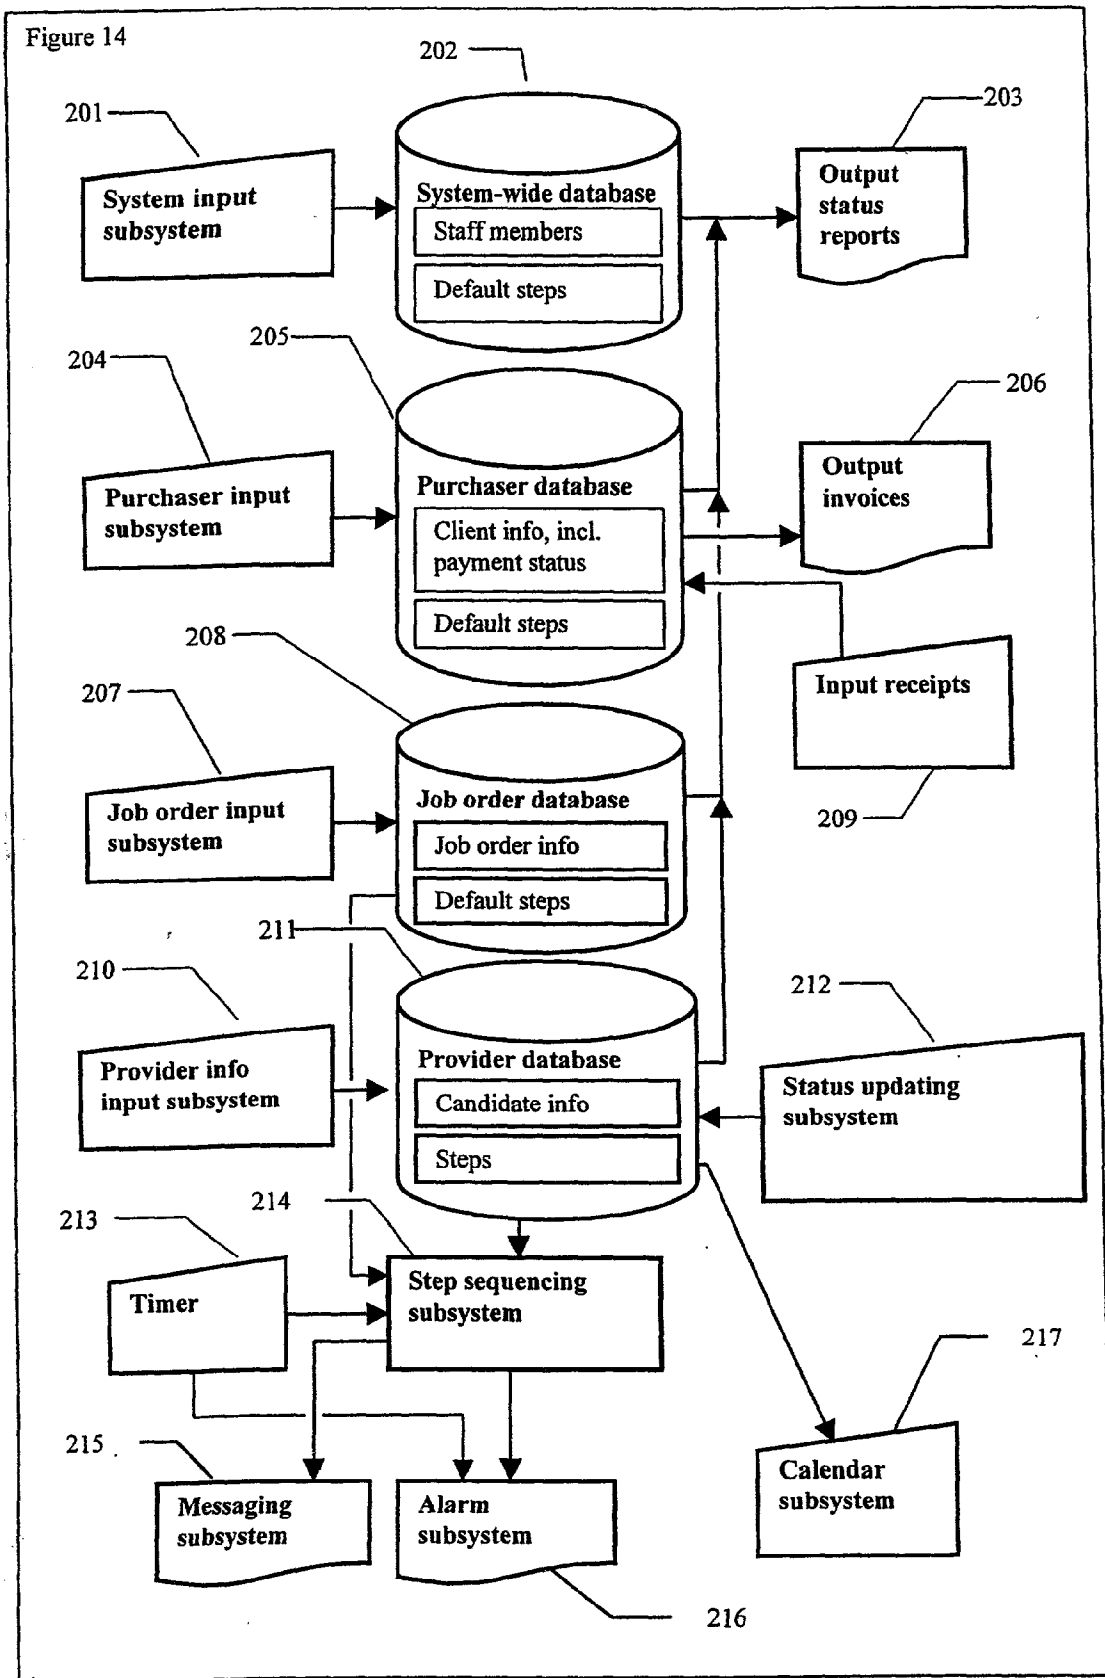 Figure 14
202
201
203
System input
subsystem
System-wide database
Staff members
Default steps
Output
status
reports
205
204
206
Purchaser input
subsystem
Purchaser database
Client info, incl.
payment status
Default steps
Output
invoices
208
207
Input receipts
209
Job order input
subsystem
Job order database
Job order info
Default steps
211
210
212
Provider info
input subsystem
Provider database
Candidate info
Steps
Status updating
subsystem
214
213
Timer
Step sequencing
subsystem
217
215
Messaging
subsystem
Alarm
subsystem
Calendar
subsystem
216